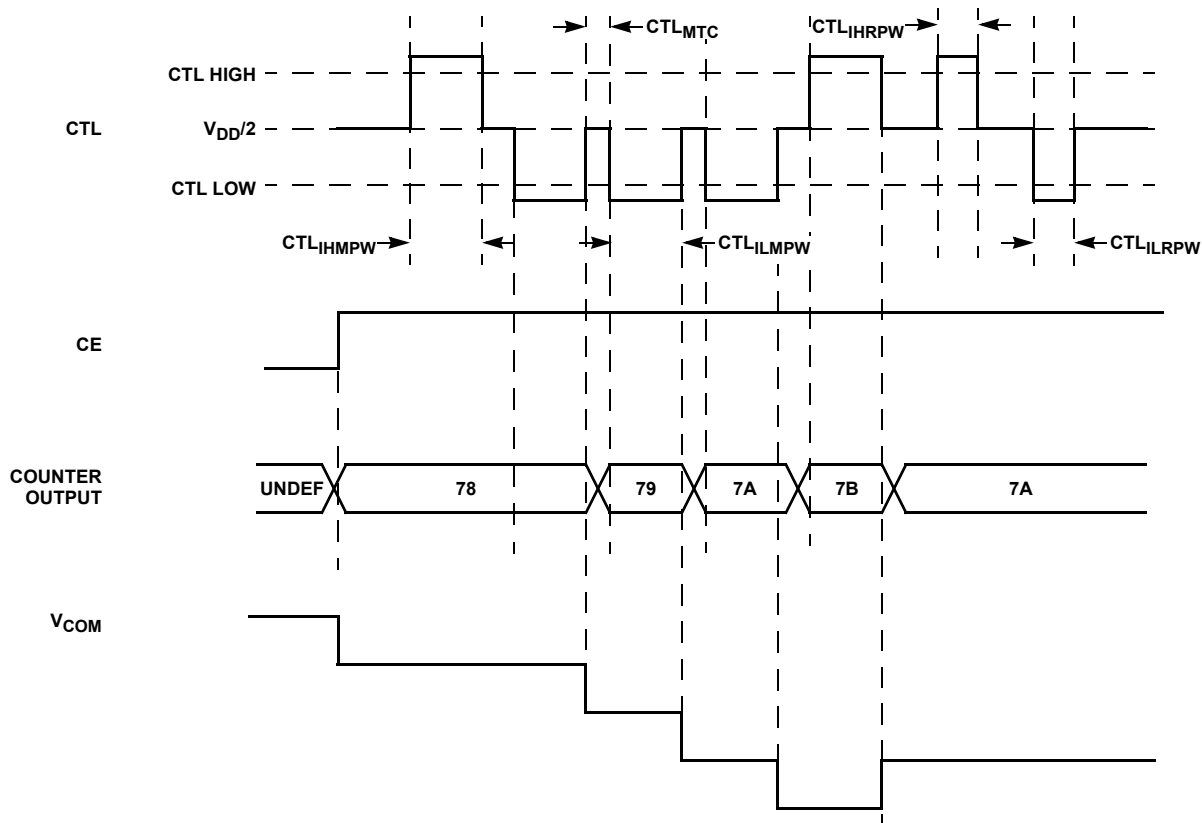 CTL_MTC
CTL_IHRPW
CTL HIGH
CTL
V_DD/2
CTL LOW
CTL_IHMPW
CTL_ILMPW
CTL_ILRPW
CE
COUNTER
OUTPUT
UNDEF
78
79
7A
7B
7A
V_COM